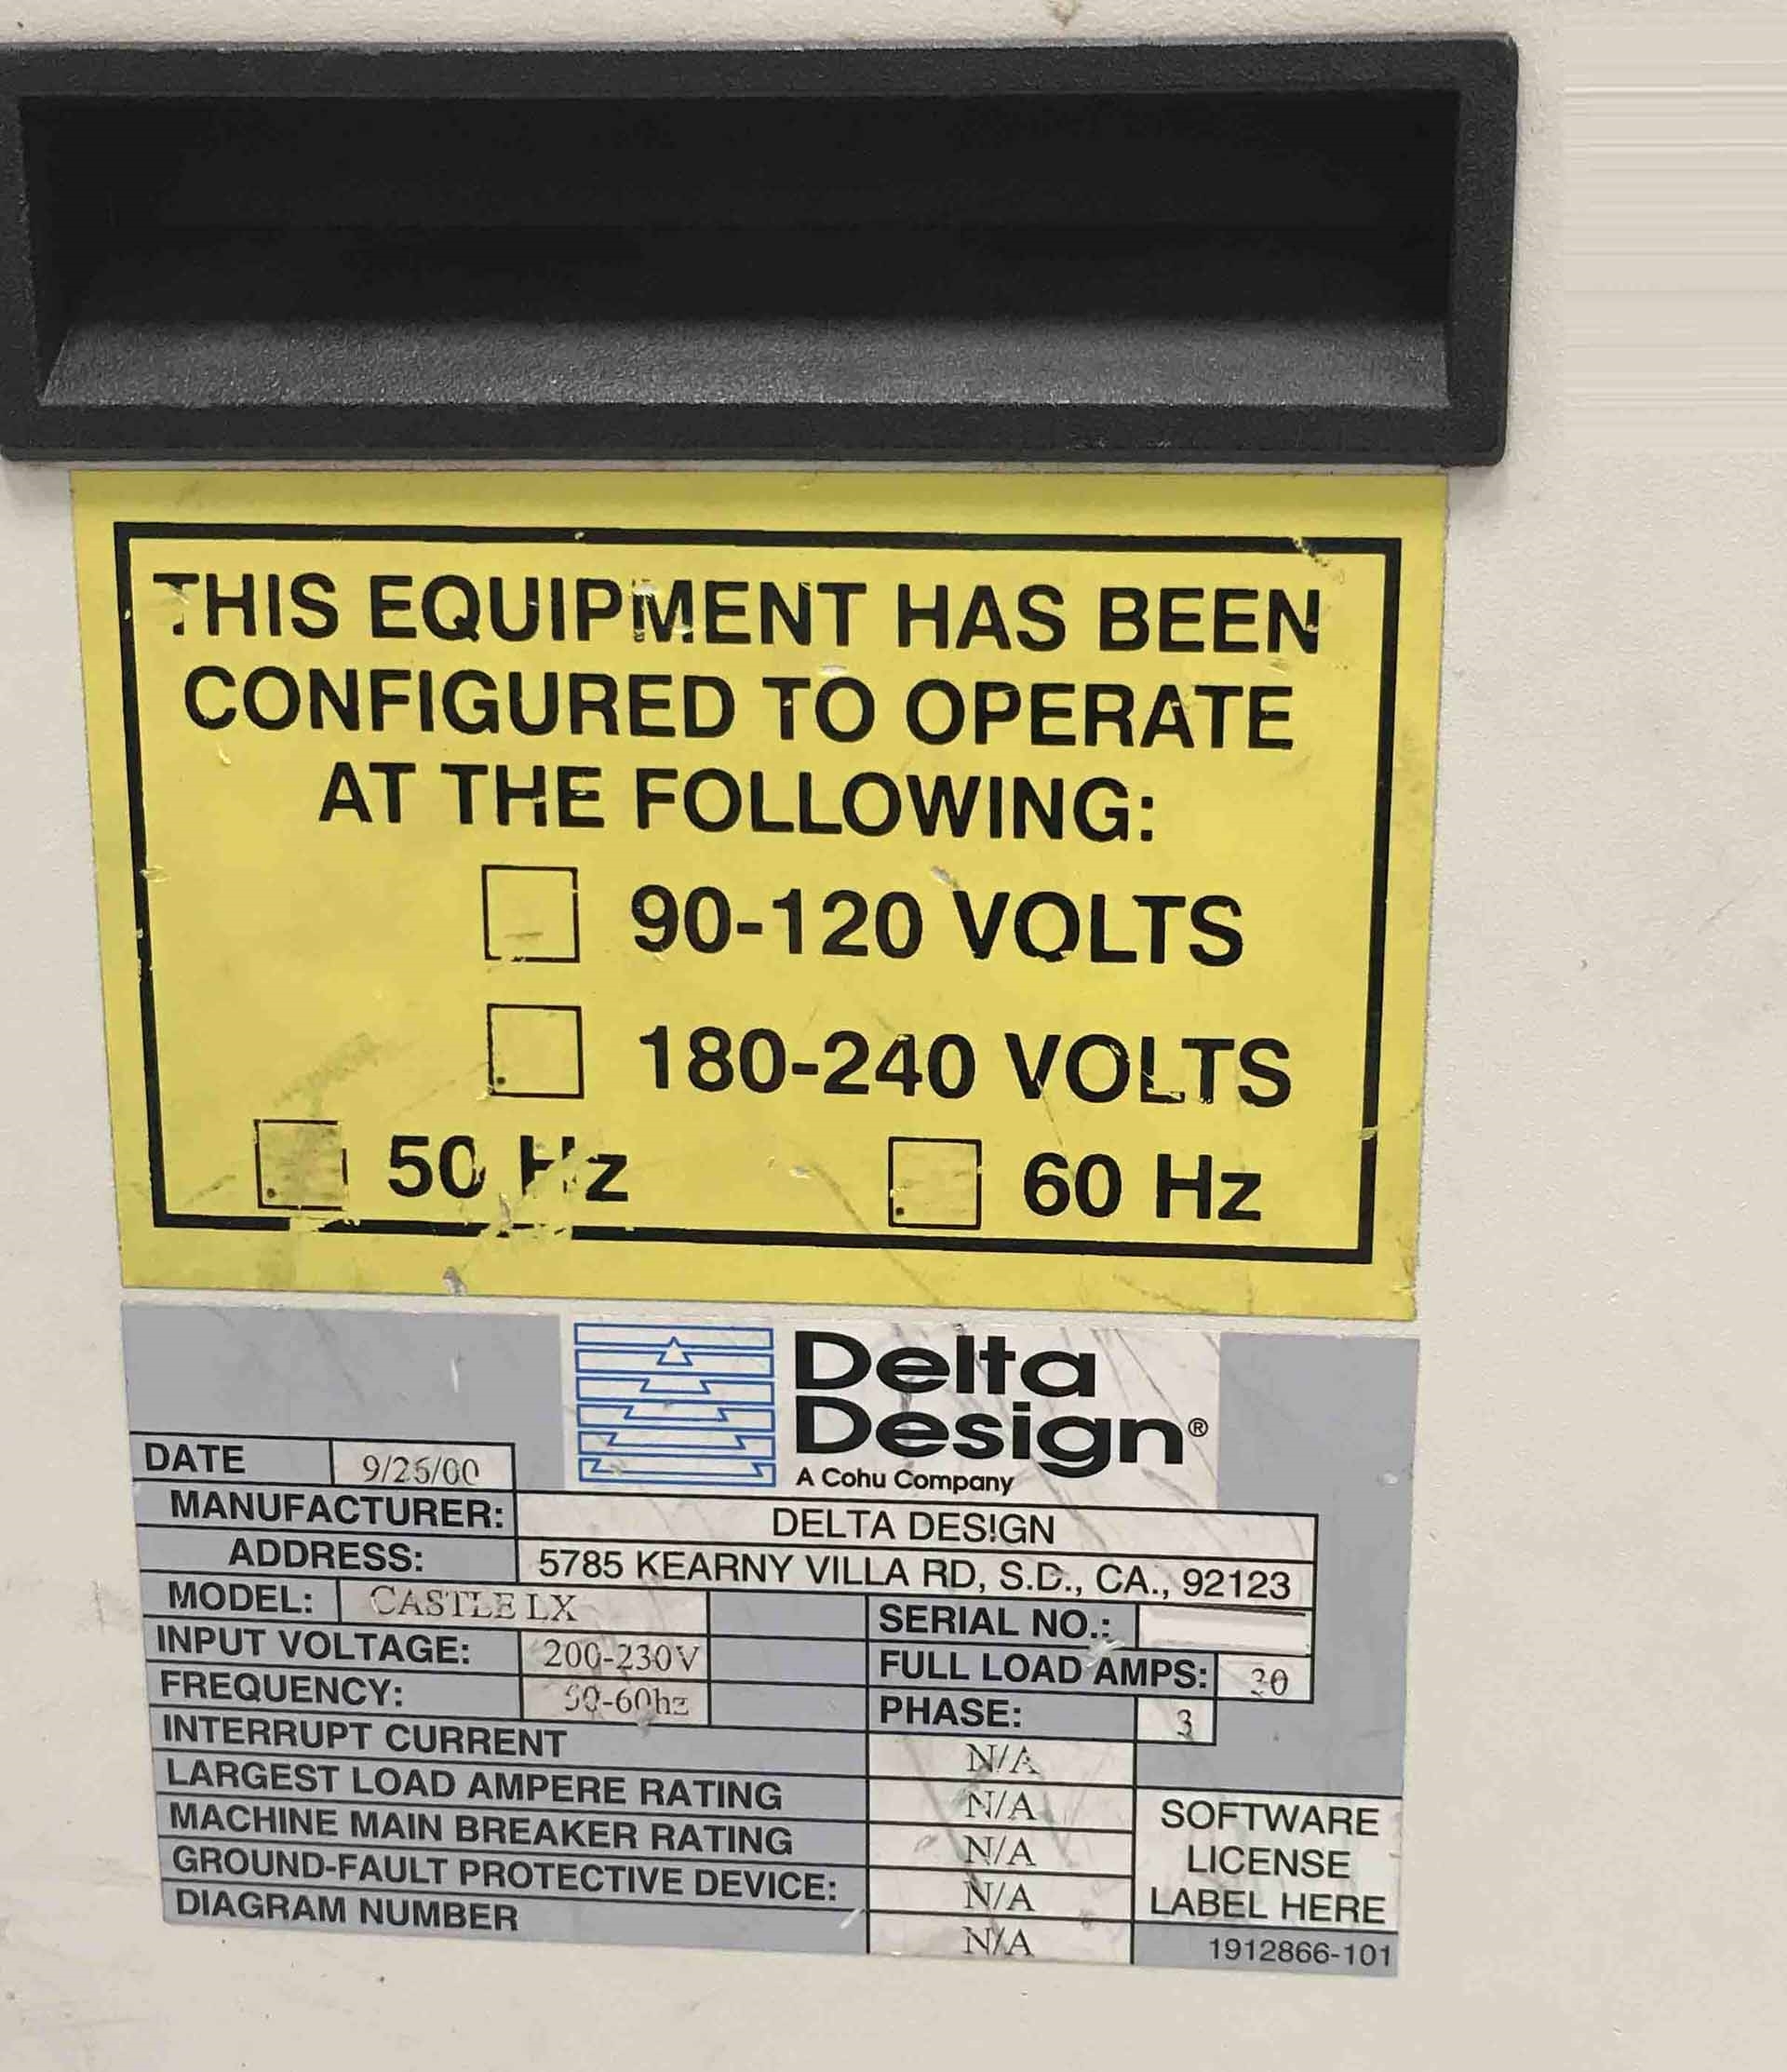 THIS EQUIPMENT HAS BEEN
CONFIGURED TO OPERATE
AT THE FOLLOWING:
90-120 VOLTS
180-240 VOLTS
50 Hz 60 Hz
Delta
Design®
A Cohu Company
DATE 9/26/00
MANUFACTURER: DELTA DESIGN
ADDRESS: 5785 KEARNY VILLA RD, S.D., CA., 92123
MODEL: CASTLE LX SERIAL NO.:
INPUT VOLTAGE: 200-230V FULL LOAD AMPS: 30
FREQUENCY: 50-60hz PHASE: 3
INTERRUPT CURRENT N/A
LARGEST LOAD AMPERE RATING N/A
MACHINE MAIN BREAKER RATING N/A
GROUND-FAULT PROTECTIVE DEVICE: N/A
DIAGRAM NUMBER N/A
SOFTWARE
LICENSE
LABEL HERE
1912866-101